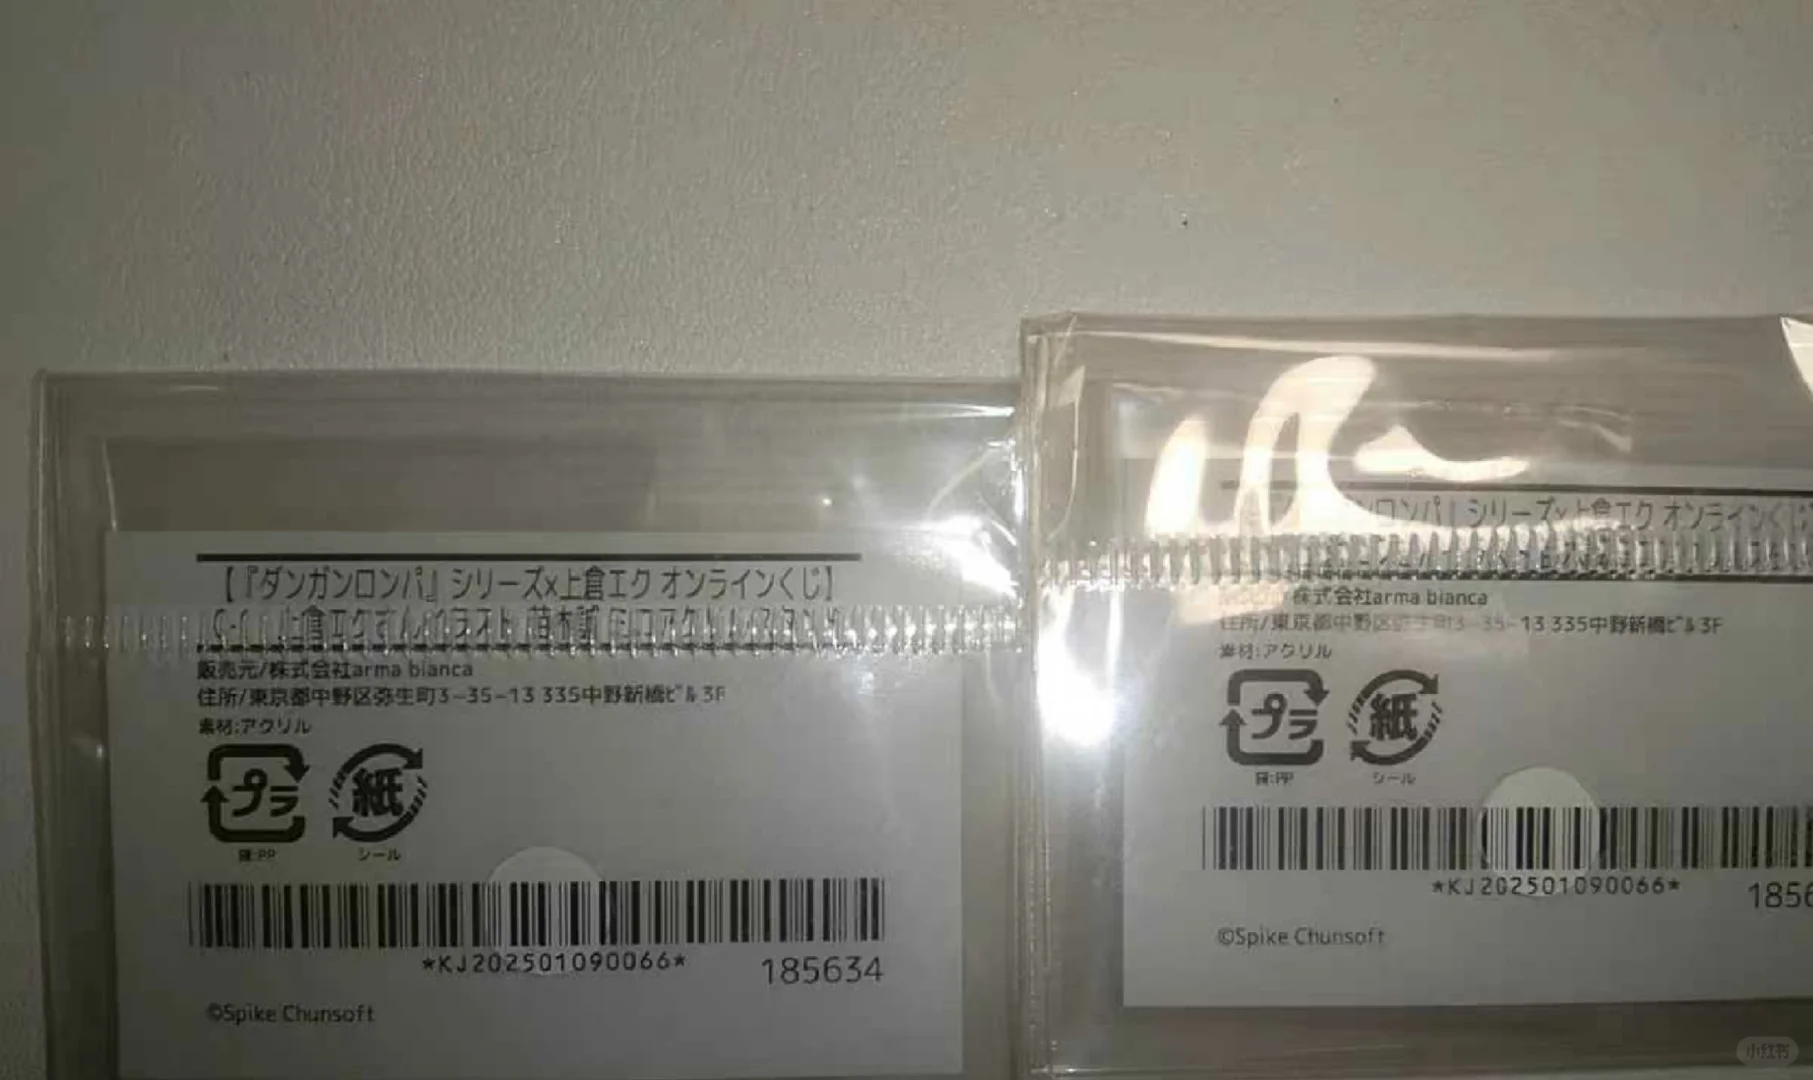 【『ダンガンロンパ』シリーズ×上倉エク オンラインくじ】
販売元/株式会社arma bianca
住所/東京都中野区弥生町3-35-13 335中野新橋ビル3F
素材:アクリル
プラ
紙
袋:PP
シール
*KJ202501090066*
185634
©Spike Chunsoft
ンロンパ』シリーズ×上倉エク オンラインくじ
株式会社arma bianca
住所/東京都中野区弥生町3-35-13 335中野新橋ビル3F
素材:アクリル
プラ
紙
袋:PP
シール
*KJ202501090066*
1856
©Spike Chunsoft
小红书